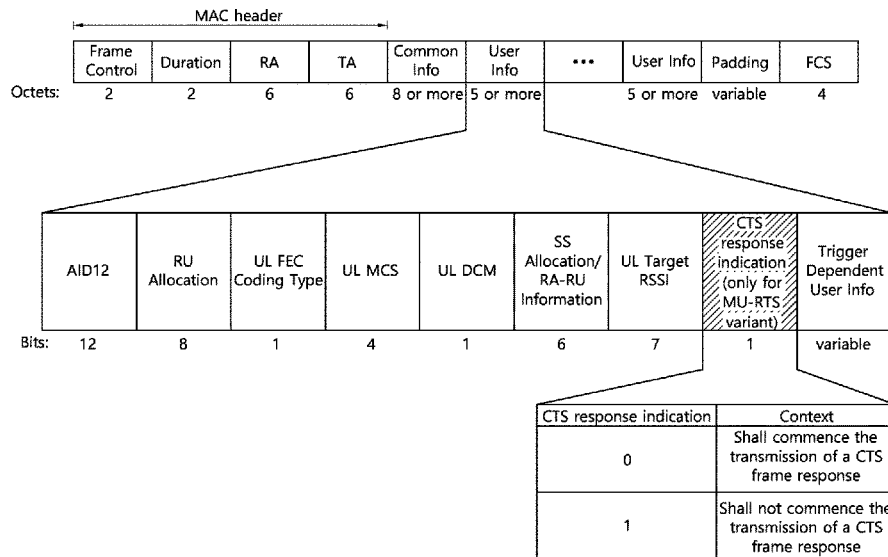 MAC header
Frame Control
Duration
RA
TA
Common Info
User Info
•••
User Info
Padding
FCS
Octets:
2
2
6
6
8 or more
5 or more
5 or more
variable
4
AID12
RU Allocation
UL FEC Coding Type
UL MCS
UL DCM
SS Allocation/ RA-RU Information
UL Target RSSI
CTS response indication (only for MU-RTS variant)
Trigger Dependent User Info
Bits:
12
8
1
4
1
6
7
1
variable
CTS response indication
Context
0
Shall commence the transmission of a CTS frame response
1
Shall not commence the transmission of a CTS frame response